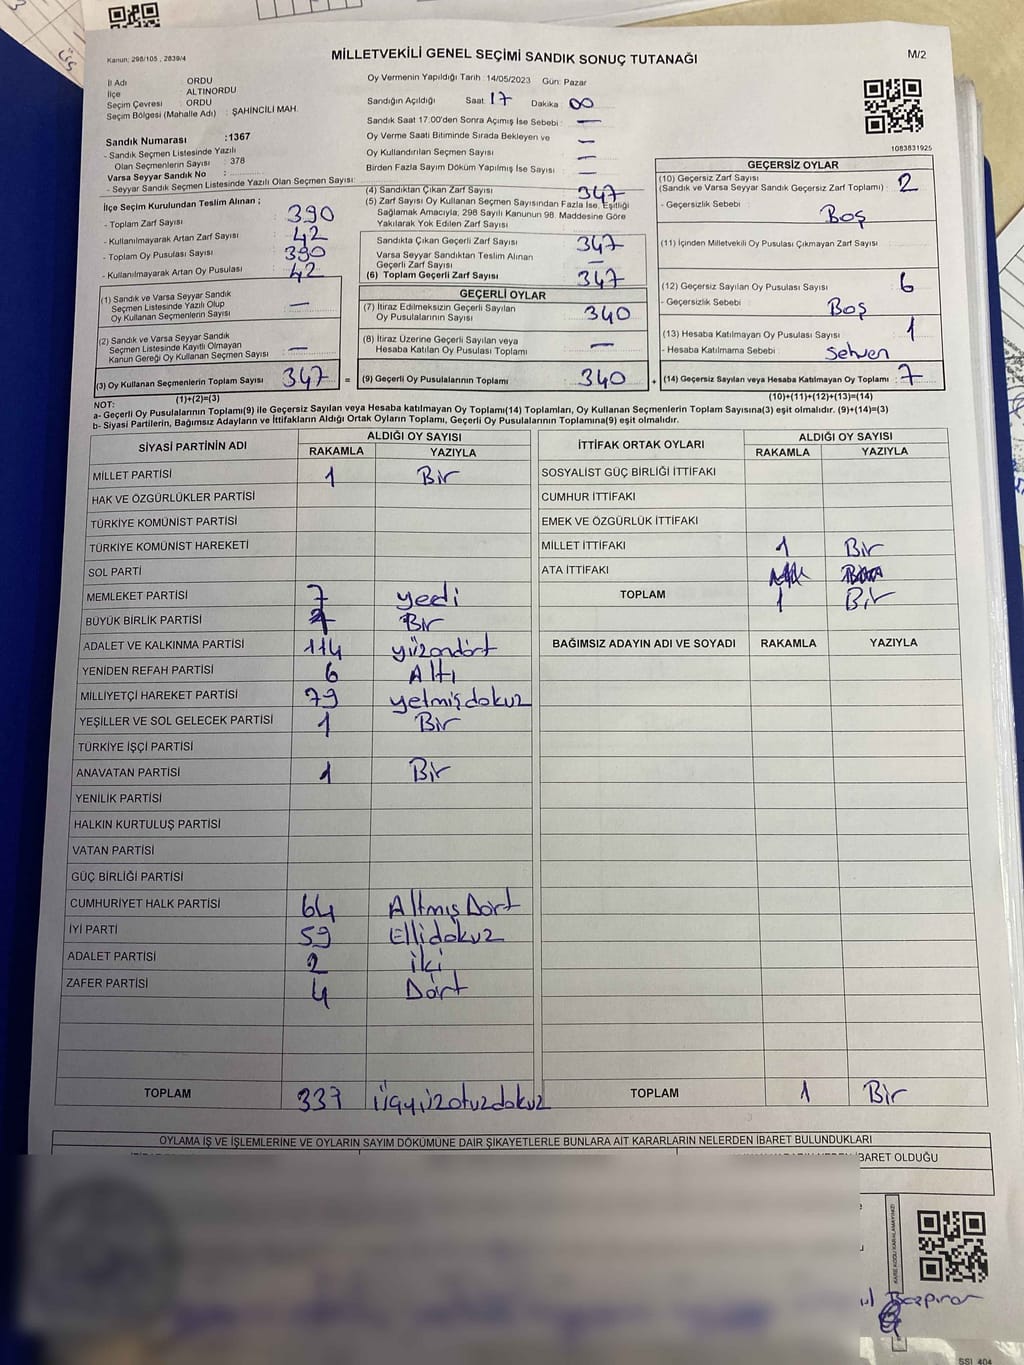 Kanun; 298/105 , 2839/4
MİLLETVEKİLİ GENEL SEÇİMİ SANDIK SONUÇ TUTANAĞI
M/2
İl Adı ORDU
İlçe ALTINORDU
Seçim Çevresi : ORDU
Seçim Bölgesi (Mahalle Adı) : ŞAHİNCİLİ MAH.
Sandık Numarası :1367
- Sandık Seçmen Listesinde Yazılı
Olan Seçmenlerin Sayısı : 378
Varsa Seyyar Sandık No :
- Seyyar Sandık Seçmen Listesinde Yazılı Olan Seçmen Sayısı:
Oy Vermenin Yapıldığı Tarih : 14/05/2023 Gün: Pazar
Sandığın Açıldığı Saat: 17 Dakika 00
Sandık Saat 17:00'den Sonra Açımış İse Sebebi : —
Oy Verme Saati Bitiminde Sırada Bekleyen ve —
Oy Kullandırılan Seçmen Sayısı : —
Birden Fazla Sayım Döküm Yapılmış İse Sayısı : —
1083831925
İlçe Seçim Kurulundan Teslim Alınan ;
- Toplam Zarf Sayısı : 390
- Kullanılmayarak Artan Zarf Sayısı : 42
- Toplam Oy Pusulası Sayısı : 390
- Kullanılmayarak Artan Oy Pusulası : 42
(1) Sandık ve Varsa Seyyar Sandık
Seçmen Listesinde Yazılı Olup
Oy Kullanan Seçmenlerin Sayısı —
(2) Sandık ve Varsa Seyyar Sandık
Seçmen Listesinde Kayıtlı Olmayan
Kanun Gereği Oy Kullanan Seçmen Sayısı —
(3) Oy Kullanan Seçmenlerin Toplam Sayısı 347 =
(1)+(2)=(3)
(4) Sandıktan Çıkan Zarf Sayısı : 347
(5) Zarf Sayısı Oy Kullanan Seçmen Sayısından Fazla İse, Eşitliği
Sağlamak Amacıyla; 298 Sayılı Kanunun 98. Maddesine Göre
Yakılarak Yok Edilen Zarf Sayısı :
Sandıkta Çıkan Geçerli Zarf Sayısı : 347
Varsa Seyyar Sandıktan Teslim Alınan
Geçerli Zarf Sayısı : —
(6) Toplam Geçerli Zarf Sayısı : 347
GEÇERLİ OYLAR
(7) İtiraz Edilmeksizin Geçerli Sayılan
Oy Pusulalarının Sayısı : 340
(8) İtiraz Üzerine Geçerli Sayılan veya
Hesaba Katılan Oy Pusulası Toplamı : —
(9) Geçerli Oy Pusulalarının Toplamı : 340 +
GEÇERSİZ OYLAR
(10) Geçersiz Zarf Sayısı
(Sandık ve Varsa Seyyar Sandık Geçersiz Zarf Toplamı) : 2
- Geçersizlik Sebebi : Boş
(11) İçinden Milletvekili Oy Pusulası Çıkmayan Zarf Sayısı :
(12) Geçersiz Sayılan Oy Pusulası Sayısı : 6
- Geçersizlik Sebebi : Boş
(13) Hesaba Katılmayan Oy Pusulası Sayısı : 1
- Hesaba Katılmama Sebebi : Sehven
(14) Geçersiz Sayılan veya Hesaba Katılmayan Oy Toplamı : 7
(10)+(11)+(12)+(13)=(14)
NOT:
a- Geçerli Oy Pusulalarının Toplamı(9) ile Geçersiz Sayılan veya Hesaba katılmayan Oy Toplamı(14) Toplamları, Oy Kullanan Seçmenlerin Toplam Sayısına(3) eşit olmalıdır. (9)+(14)=(3)
b- Siyasi Partilerin, Bağımsız Adayların ve İttifakların Aldığı Ortak Oyların Toplamı, Geçerli Oy Pusulalarının Toplamına(9) eşit olmalıdır.
SİYASİ PARTİNİN ADI ALDIĞI OY SAYISI
RAKAMLA YAZIYLA
MİLLET PARTİSİ 1 Bir
HAK VE ÖZGÜRLÜKLER PARTİSİ
TÜRKİYE KOMÜNİST PARTİSİ
TÜRKİYE KOMÜNİST HAREKETİ
SOL PARTİ
MEMLEKET PARTİSİ 7 yedi
BÜYÜK BİRLİK PARTİSİ 1 Bir
ADALET VE KALKINMA PARTİSİ 114 yüzondört
YENİDEN REFAH PARTİSİ 6 Altı
MİLLİYETÇİ HAREKET PARTİSİ 79 yetmişdokuz
YEŞİLLER VE SOL GELECEK PARTİSİ 1 Bir
TÜRKİYE İŞÇİ PARTİSİ
ANAVATAN PARTİSİ 1 Bir
YENİLİK PARTİSİ
HALKIN KURTULUŞ PARTİSİ
VATAN PARTİSİ
GÜÇ BİRLİĞİ PARTİSİ
CUMHURİYET HALK PARTİSİ 64 Altmış Dört
İYİ PARTİ 59 Ellidokuz
ADALET PARTİSİ 2 iki
ZAFER PARTİSİ 4 Dört
TOPLAM 339 üçyüzotuzdokuz
İTTİFAK ORTAK OYLARI ALDIĞI OY SAYISI
RAKAMLA YAZIYLA
SOSYALİST GÜÇ BİRLİĞİ İTTİFAKI
CUMHUR İTTİFAKI
EMEK VE ÖZGÜRLÜK İTTİFAKI
MİLLET İTTİFAKI 1 Bir
ATA İTTİFAKI
TOPLAM 1 Bir
BAĞIMSIZ ADAYIN ADI VE SOYADI RAKAMLA YAZIYLA
TOPLAM 1 Bir
OYLAMA İŞ VE İŞLEMLERİNE VE OYLARIN SAYIM DÖKÜMÜNE DAİR ŞİKAYETLERLE BUNLARA AİT KARARLARIN NELERDEN İBARET BULUNDUKLARI
İBARET OLDUĞU
SSI_404